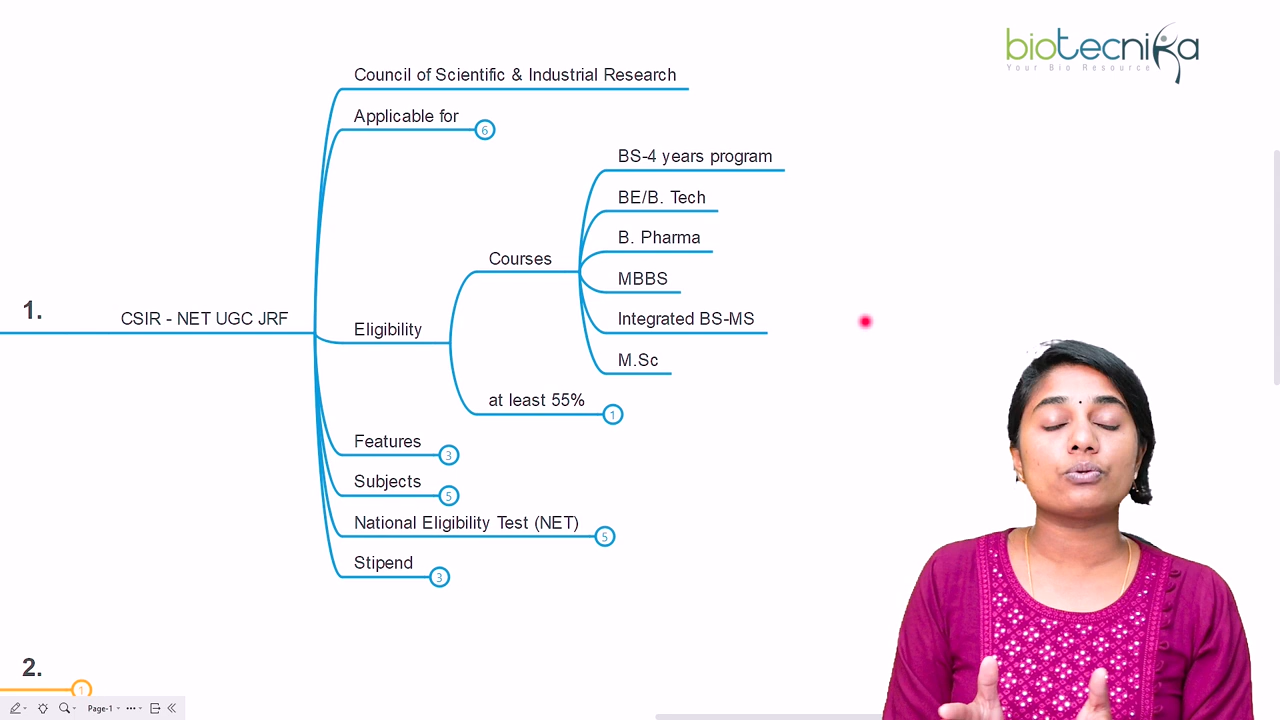 biotecnika
Your Bio Resource
Council of Scientific & Industrial Research
Applicable for
6
BS-4 years program
BE/B. Tech
B. Pharma
Courses
MBBS
1.
CSIR - NET UGC JRF
Eligibility
Integrated BS-MS
M.Sc
at least 55%
1
Features
3
Subjects
5
National Eligibility Test (NET)
5
Stipend
3
2.
1
Page-1